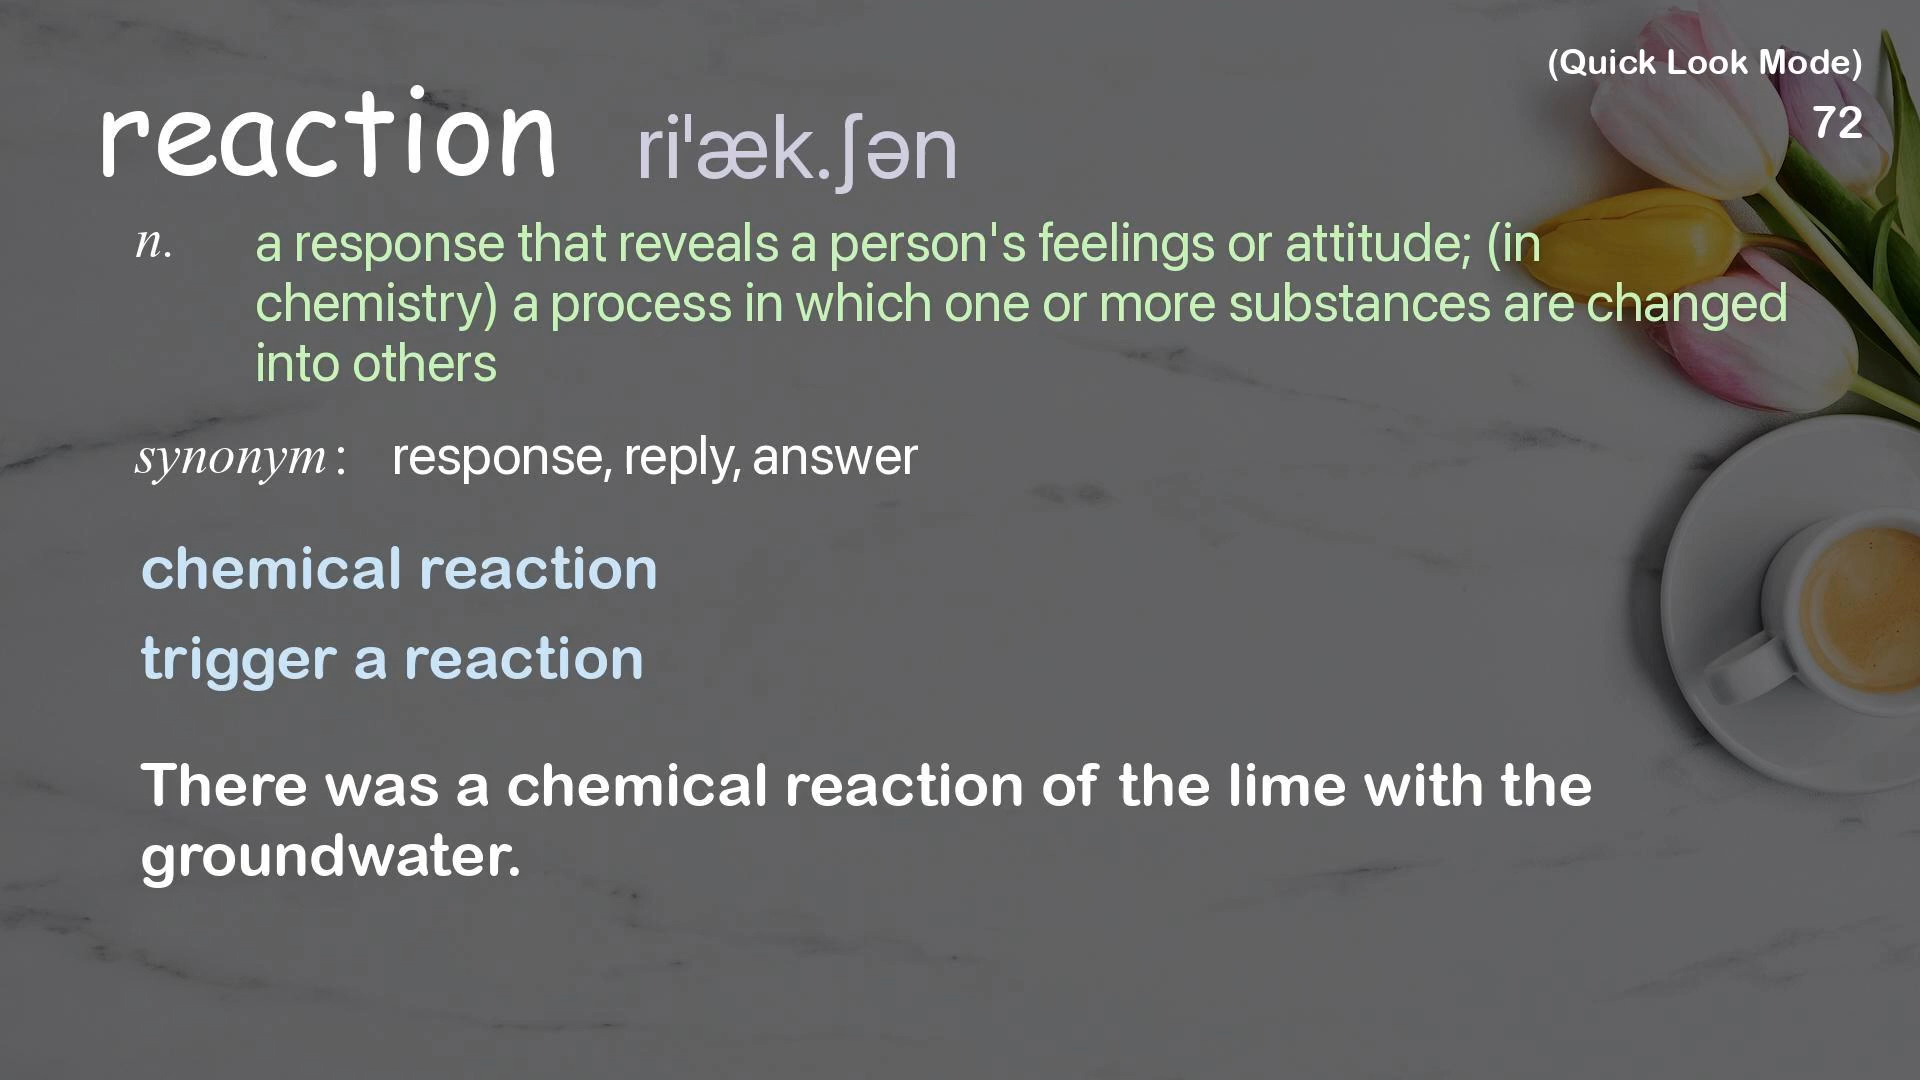 (Quick Look Mode)
72
reaction riˈæk.ʃən
n. a response that reveals a person's feelings or attitude; (in
chemistry) a process in which one or more substances are changed
into others
synonym: response, reply, answer
chemical reaction
trigger a reaction
There was a chemical reaction of the lime with the
groundwater.